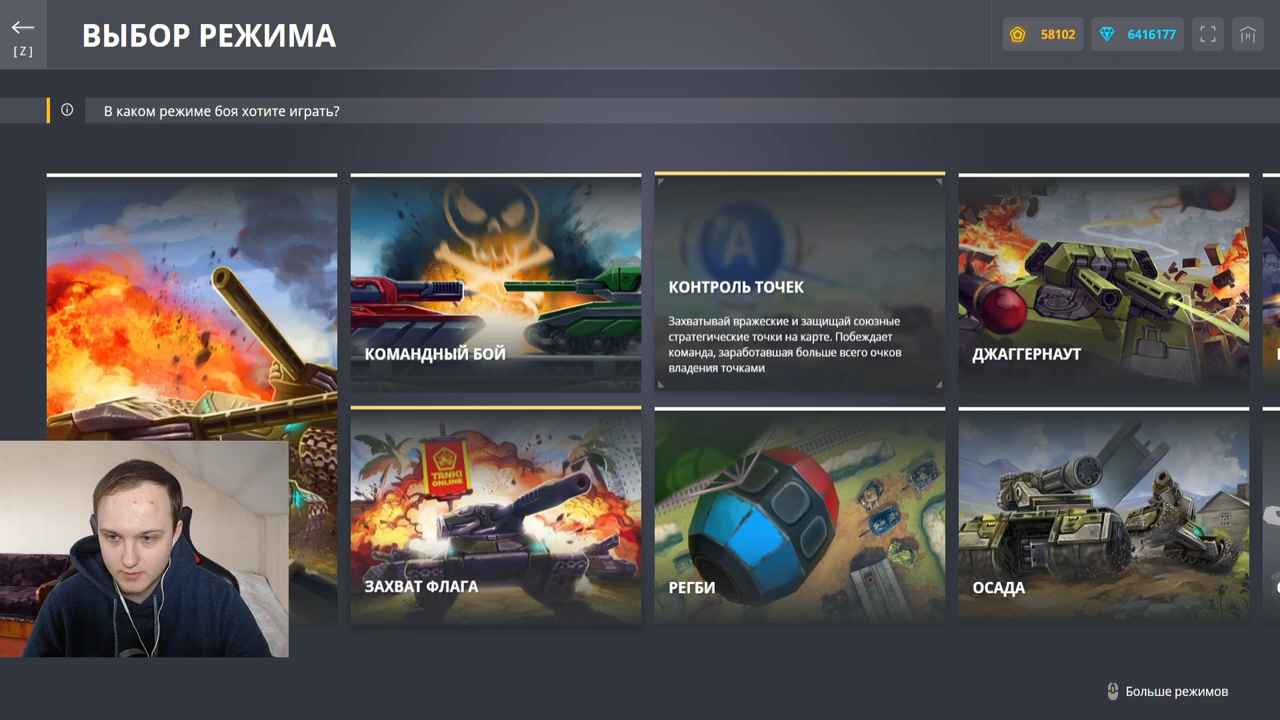 [Z]
ВЫБОР РЕЖИМА
58102
6416177
В каком режиме боя хотите играть?
КОМАНДНЫЙ БОЙ
A
КОНТРОЛЬ ТОЧЕК
Захватывай вражеские и защищай союзные
стратегические точки на карте. Побеждает
команда, заработавшая больше всего очков
владения точками
ДЖАГГЕРНАУТ
TANKI
ONLINE
ЗАХВАТ ФЛАГА
РЕГБИ
ОСАДА
Больше режимов